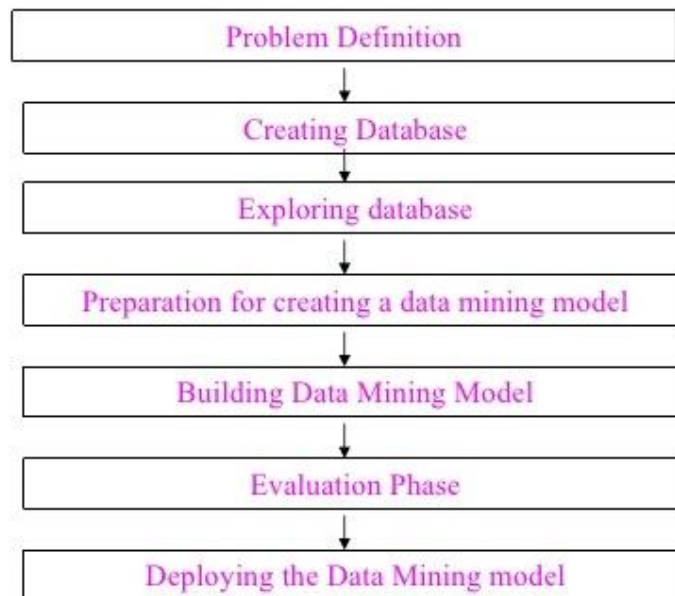 Problem Definition
Creating Database
Exploring database
Preparation for creating a data mining model
Building Data Mining Model
Evaluation Phase
Deploying the Data Mining model